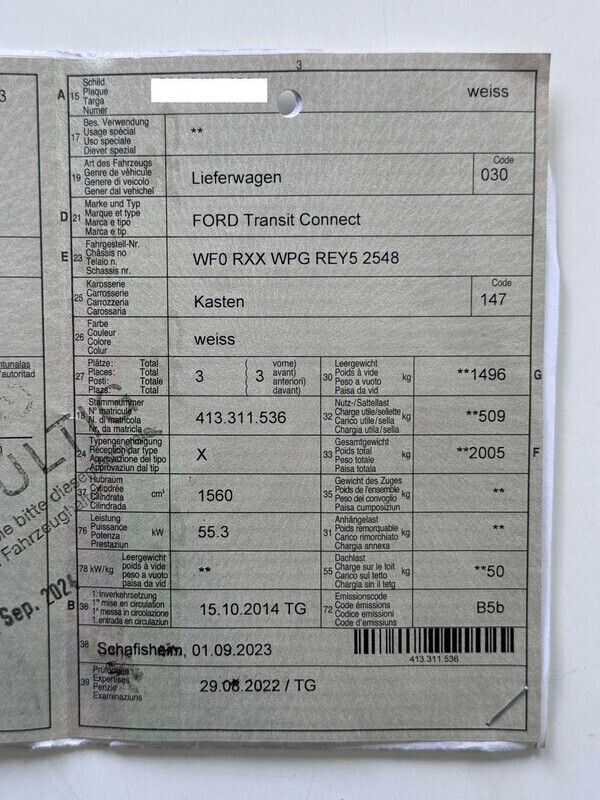 3
3
A 15 Schild
Plaque
Targa
Numer
weiss
17 Bes. Verwendung
Usage spécial
Uso speciale
Diever spezial
**
19 Art des Fahrzeugs
Genre de véhicule
Genere di veicolo
Gener dal vehichel
Lieferwagen
Code
030
D 21 Marke und Typ
Marque et type
Marca e tipo
Marca e tip
FORD Transit Connect
E 23 Fahrgestell-Nr.
Châssis no
Telaio n.
Schassis nr.
WF0 RXX WPG REY5 2548
25 Karosserie
Carrosserie
Carrozzeria
Carossaria
Kasten
Code
147
26 Farbe
Couleur
Colore
Colur
weiss
27 Plätze: Total
Places: Total
Posti: Totale
Plazs: Total
3
3
vorne)
avant)
anteriori)
davant)
30 Leergewicht
Poids à vide
Peso a vuoto
Paisa da vid
kg
**1496
G
18 Stammnummer
N° matricule
N. di matricola
Nr. da matricla
413.311.536
32 Nutz-/Sattellast
Charge utile/sellette
Carico utile/sella
Chargia utila/sella
kg
**509
24 Typengenehmigung
Réception par type
Approvazione del tipo
Approvaziun dal tip
X
33 Gesamtgewicht
Poids total
Peso totale
Paisa totala
kg
**2005
F
37 Hubraum
Cylindrée
Cilindrata
Cilindrada
cm³
1560
35 Gewicht des Zuges
Poids de l'ensemble
Peso del convoglio
Paisa cumposiziun
kg
**
76 Leistung
Puissance
Potenza
Prestaziun
kW
55.3
31 Anhängelast
Poids remorquable
Carico rimorchiato
Chargia annexa
kg
**
78 kW/kg
Leergewicht
poids à vide
peso a vuoto
paisa da vid
**
55 Dachlast
Charge sur le toit
Carico sul tetto
Chargia sin il tetg
kg
**50
B 36 1. Inverkehrsetzung
1re mise en circulation
1a messa in circolazione
1. entrada en circulaziun
15.10.2014 TG
72 Emissionscode
Code émissions
Codice emissioni
Code d'emissiuns
B5b
38
Schafisheim, 01.09.2023
413.311.536
39 Prüfungen
Expertises
Perizie
Examinaziuns
29.08.2022 / TG
Sep. 2024